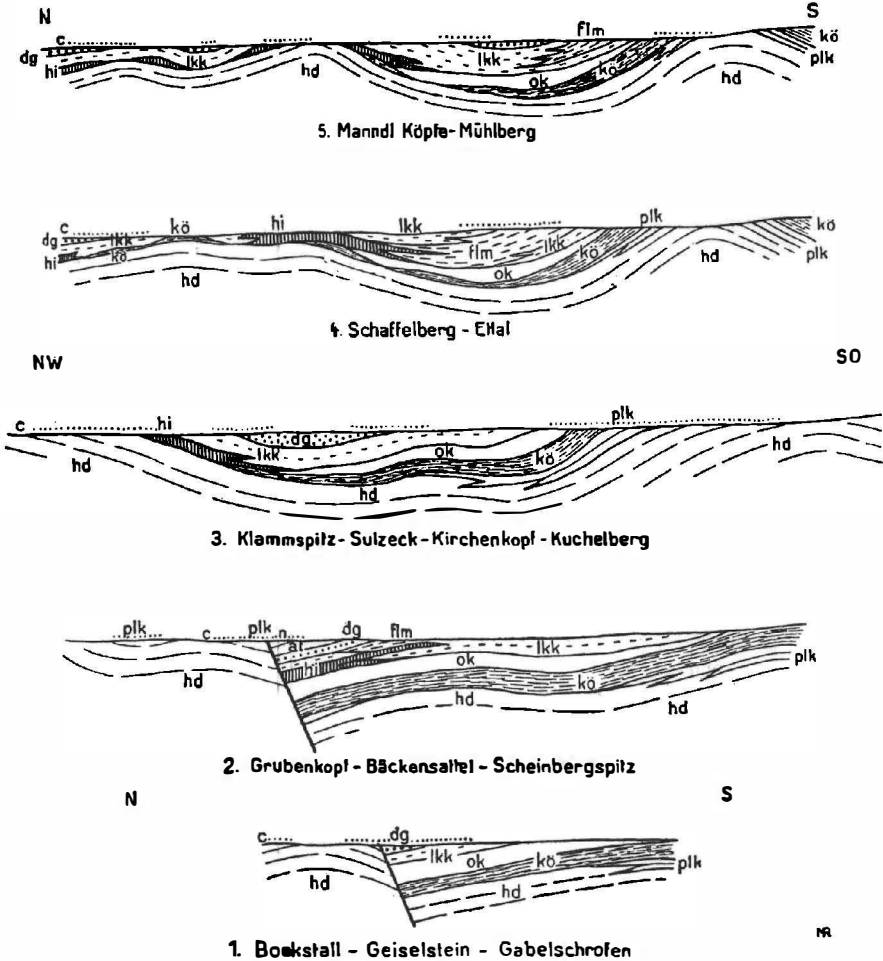 N S
c flm kö
dg lkk lkk kö plk
hi hd ok hd
5. Manndl Köpfe-Mühlberg
c kö hi lkk plk kö
dg lkk flm lkk kö plk
hi kö ok hd
hd
4. Schaffelberg - Ettal
NW SO
c hi plk
dg
hd lkk ok kö hd
hd
3. Klammspitz-Sulzeck-Kirchenkopf-Kuchelberg
plk c plk n dg flm
at lkk
hi ok plk
hd kö
hd hd
2. Grubenkopf-Bäckensattel-Scheinbergspitz
N S
c dg
lkk ok kö plk
hd hd
1. Bockstall - Geiselstein - Gabelschrofen